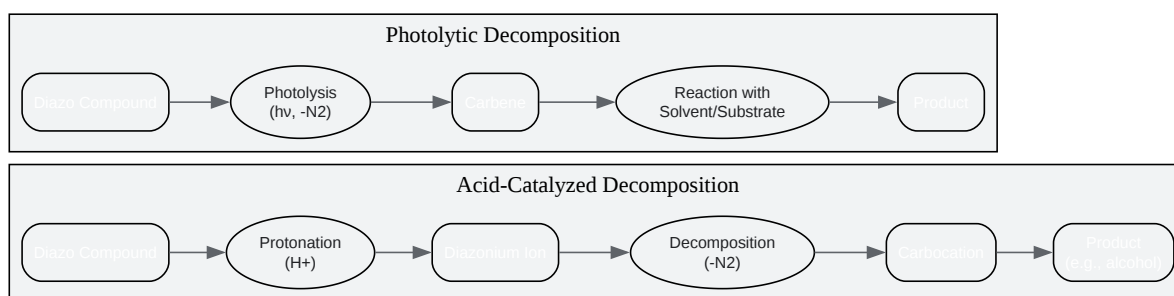 Photolytic Decomposition
Diazo Compound
Photolysis
(hν, -N2)
Carbene
Reaction with
Solvent/Substrate
Product
Acid-Catalyzed Decomposition
Diazo Compound
Protonation
(H+)
Diazonium Ion
Decomposition
(-N2)
Carbocation
Product
(e.g., alcohol)